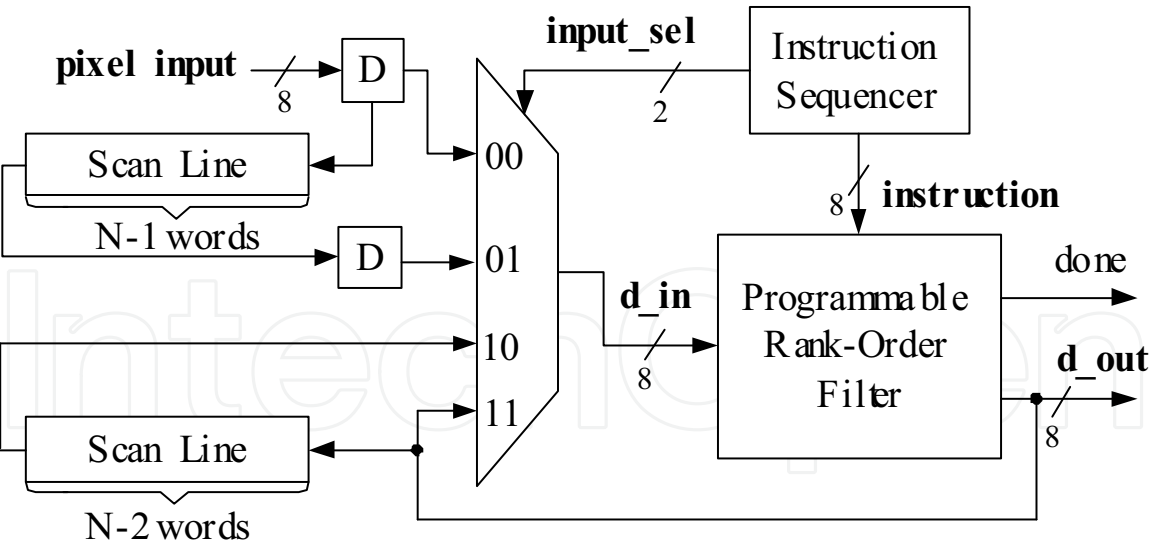 input_sel
Instruction
Sequencer
pixel input
D
8
2
Scan Line
00
N-1 words
8
instruction
D
01
done
d_in
Programmable
Rank-Order
Filter
10
8
d_out
11
8
Scan Line
N-2 words
IntechOpen